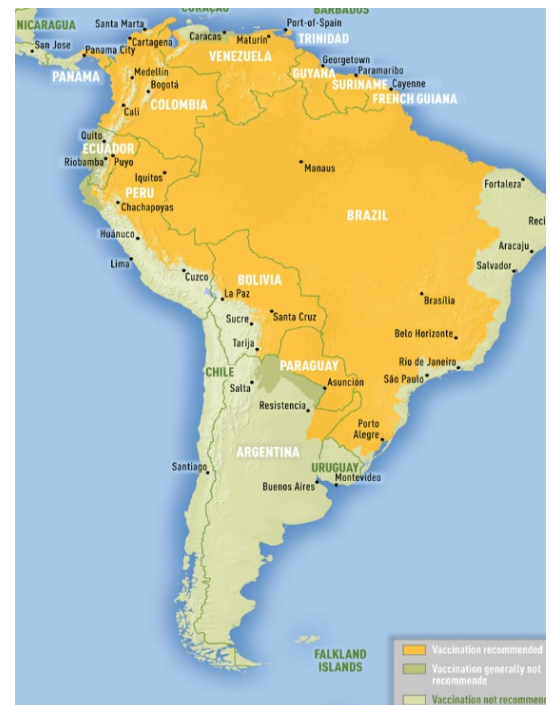 CURAÇAO
BARBADOS
NICARAGUA
Santa Marta
Port-of-Spain
San Jose
Cartagena
Caracas
Maturin
TRINIDAD
Panama City
VENEZUELA
PANAMA
Georgetown
GUYANA
Paramaribo
Medellín
SURINAME
Cayenne
Bogotá
FRENCH GUIANA
COLOMBIA
Cali
Quito
ECUADOR
Riobamba
Puyo
Manaus
Iquitos
Fortaleza
PERU
Chachapoyas
BRAZIL
Reci
Huánuco
Aracaju
Lima
Salvador
Cuzco
BOLIVIA
La Paz
Brasília
Sucre
Santa Cruz
Belo Horizonte
Tarija
Rio de Janeiro
PARAGUAY
CHILE
São Paulo
Salta
Asunción
Resistencia
Porto
Alegre
ARGENTINA
Santiago
URUGUAY
Buenos Aires
Montevideo
FALKLAND
ISLANDS
Vaccination recommended
Vaccination generally not
recommende
Vaccination not recommend